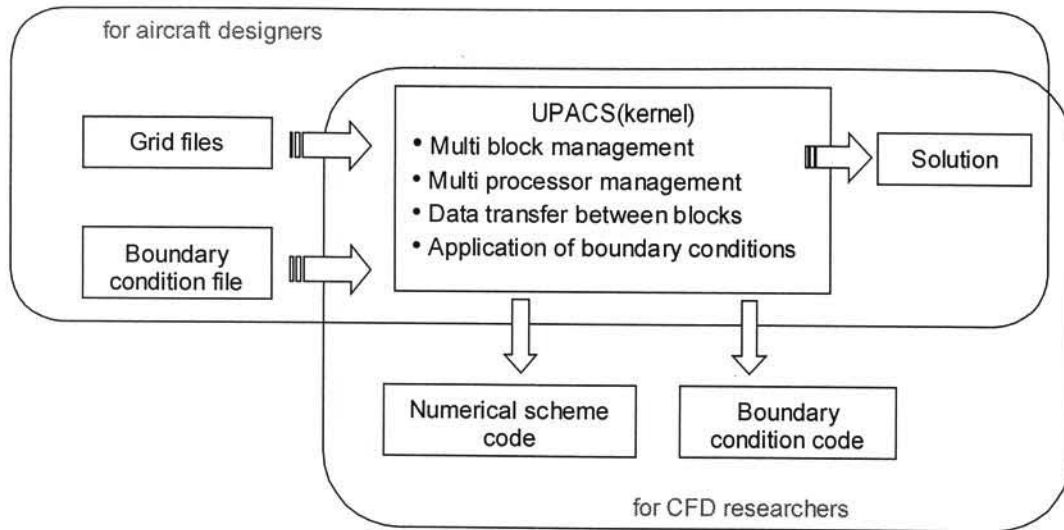 for aircraft designers
Grid files
Boundary
condition file
UPACS(kernel)
• Multi block management
• Multi processor management
• Data transfer between blocks
• Application of boundary conditions
Solution
Numerical scheme
code
Boundary
condition code
for CFD researchers